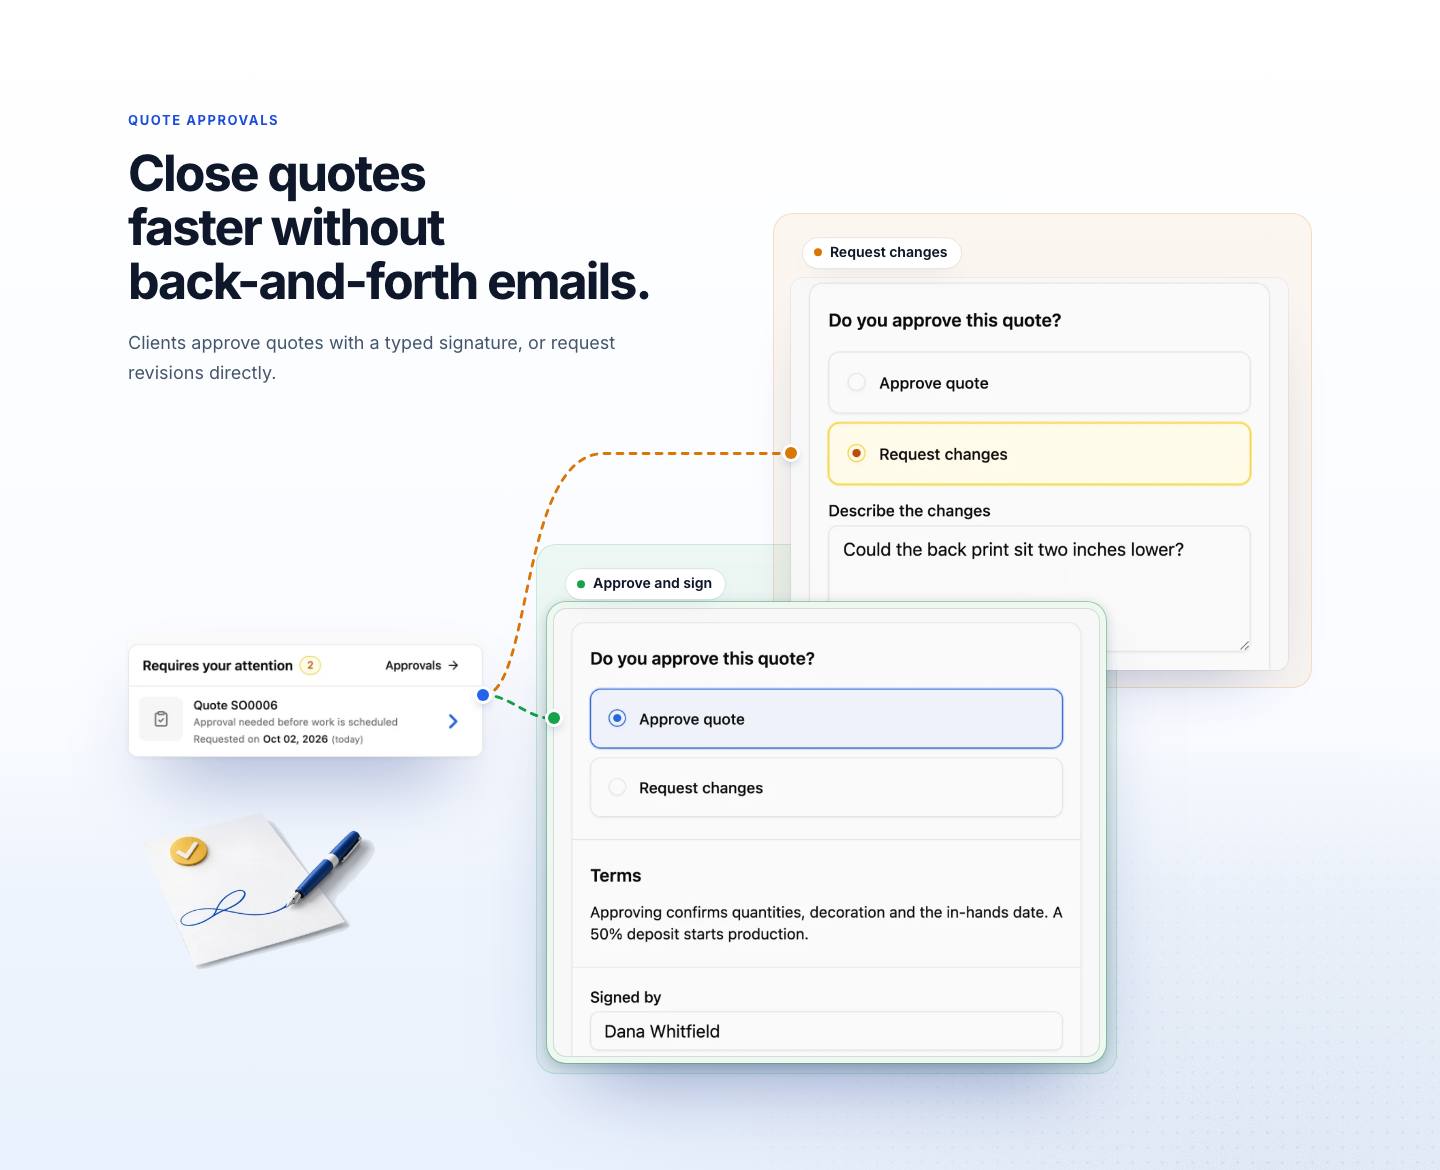 QUOTE APPROVALS
Close quotes
faster without
back-and-forth emails.
Clients approve quotes with a typed signature, or request
revisions directly.
Request changes
Do you approve this quote?
Approve quote
Request changes
Describe the changes
Could the back print sit two inches lower?
Approve and sign
Do you approve this quote?
Approve quote
Request changes
Terms
Approving confirms quantities, decoration and the in-hands date. A
50% deposit starts production.
Signed by
Dana Whitfield
Requires your attention 2 Approvals →
Quote SO0006
Approval needed before work is scheduled
Requested on Oct 02, 2026 (today)